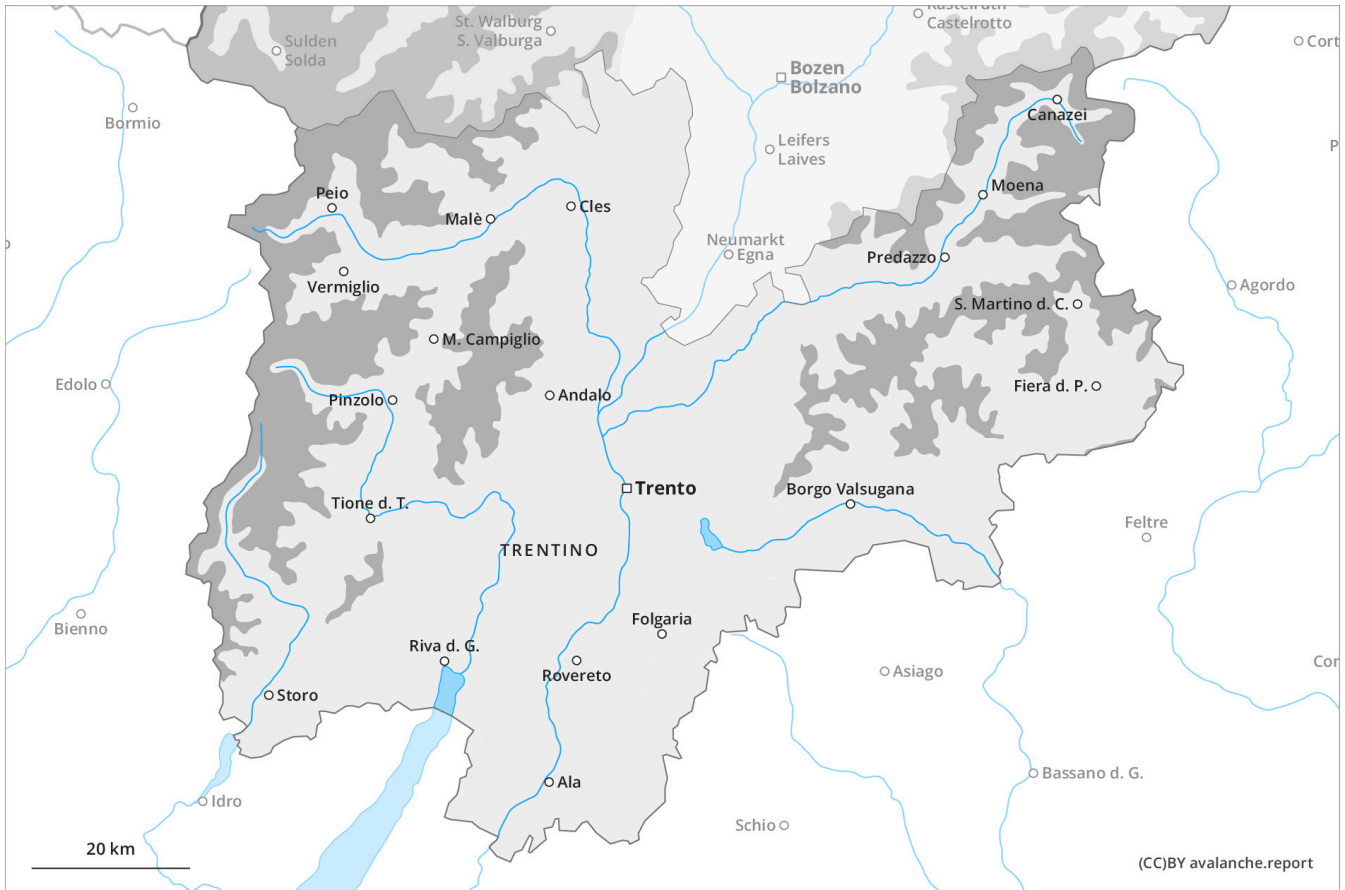 St. Walburg
S. Valburga
Kastelruth
Castelrotto
Sulden
Solda
Cort
Bozen
Bolzano
Bormio
Canazei
Leifers
Laives
P
Moena
Peio
Malè
Cles
Neumarkt
Egna
Predazzo
Vermiglio
Agordo
S. Martino d. C.
M. Campiglio
Edolo
Fiera d. P.
Andalo
Pinzolo
Trento
Borgo Valsugana
Tione d. T.
Feltre
TRENTINO
Bienno
Folgaria
Riva d. G.
Rovereto
Asiago
Cor
Storo
Ala
Bassano d. G.
Idro
Schio
20 km
(CC)BY avalanche.report